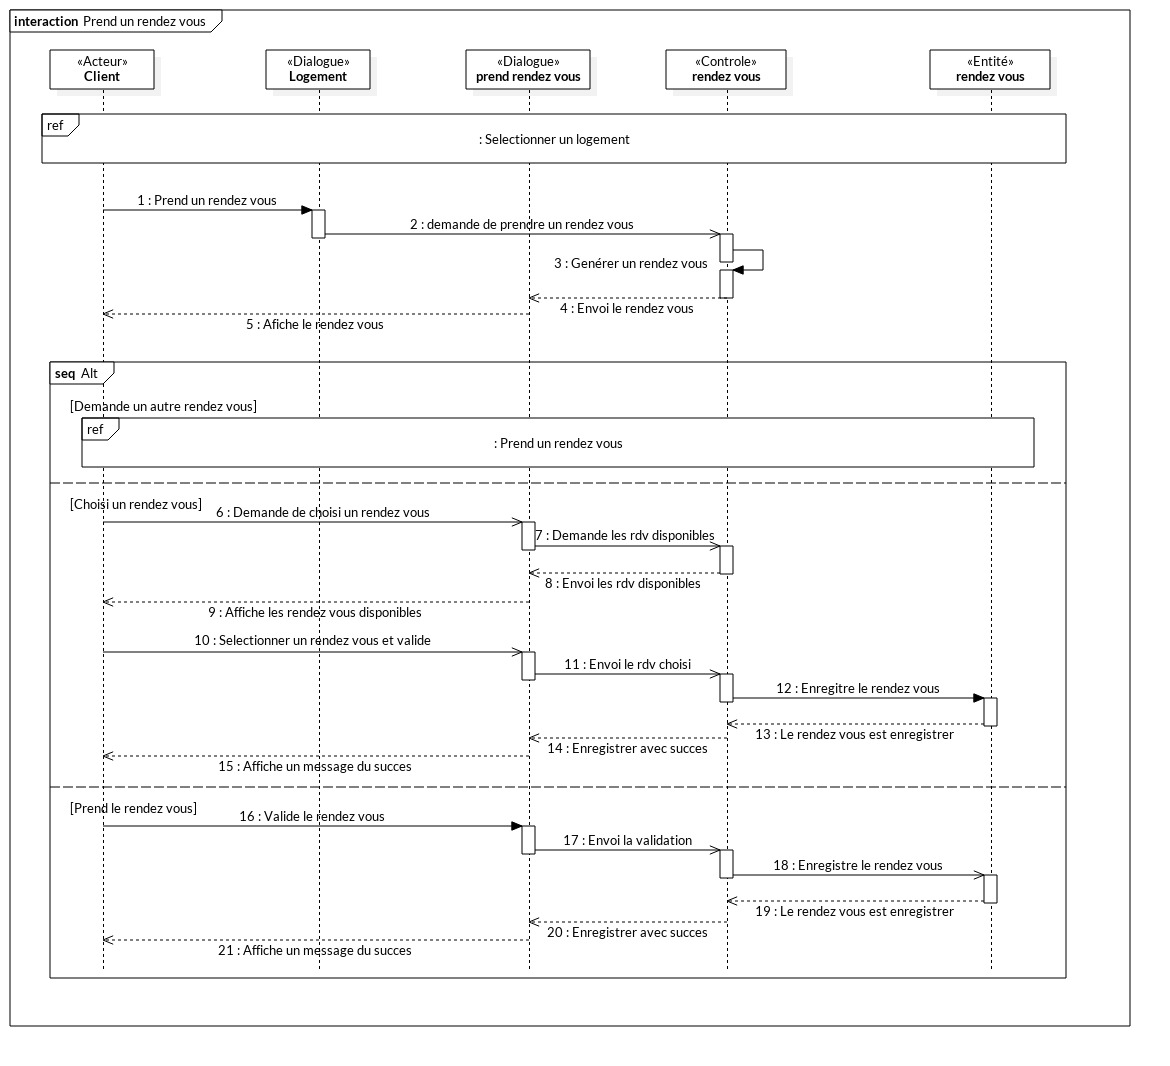 interaction Prend un rendez vous
«Acteur»
Client
«Dialogue»
Logement
«Dialogue»
prend rendez vous
«Controle»
rendez vous
«Entité»
rendez vous
ref
: Selectionner un logement
1 : Prend un rendez vous
2 : demande de prendre un rendez vous
3 : Genérer un rendez vous
4 : Envoi le rendez vous
5 : Afiche le rendez vous
seq Alt
[Demande un autre rendez vous]
ref
: Prend un rendez vous
[Choisi un rendez vous]
6 : Demande de choisi un rendez vous
7 : Demande les rdv disponibles
8 : Envoi les rdv disponibles
9 : Affiche les rendez vous disponibles
10 : Selectionner un rendez vous et valide
11 : Envoi le rdv choisi
12 : Enregitre le rendez vous
13 : Le rendez vous est enregistrer
14 : Enregistrer avec succes
15 : Affiche un message du succes
[Prend le rendez vous]
16 : Valide le rendez vous
17 : Envoi la validation
18 : Enregistre le rendez vous
19 : Le rendez vous est enregistrer
20 : Enregistrer avec succes
21 : Affiche un message du succes